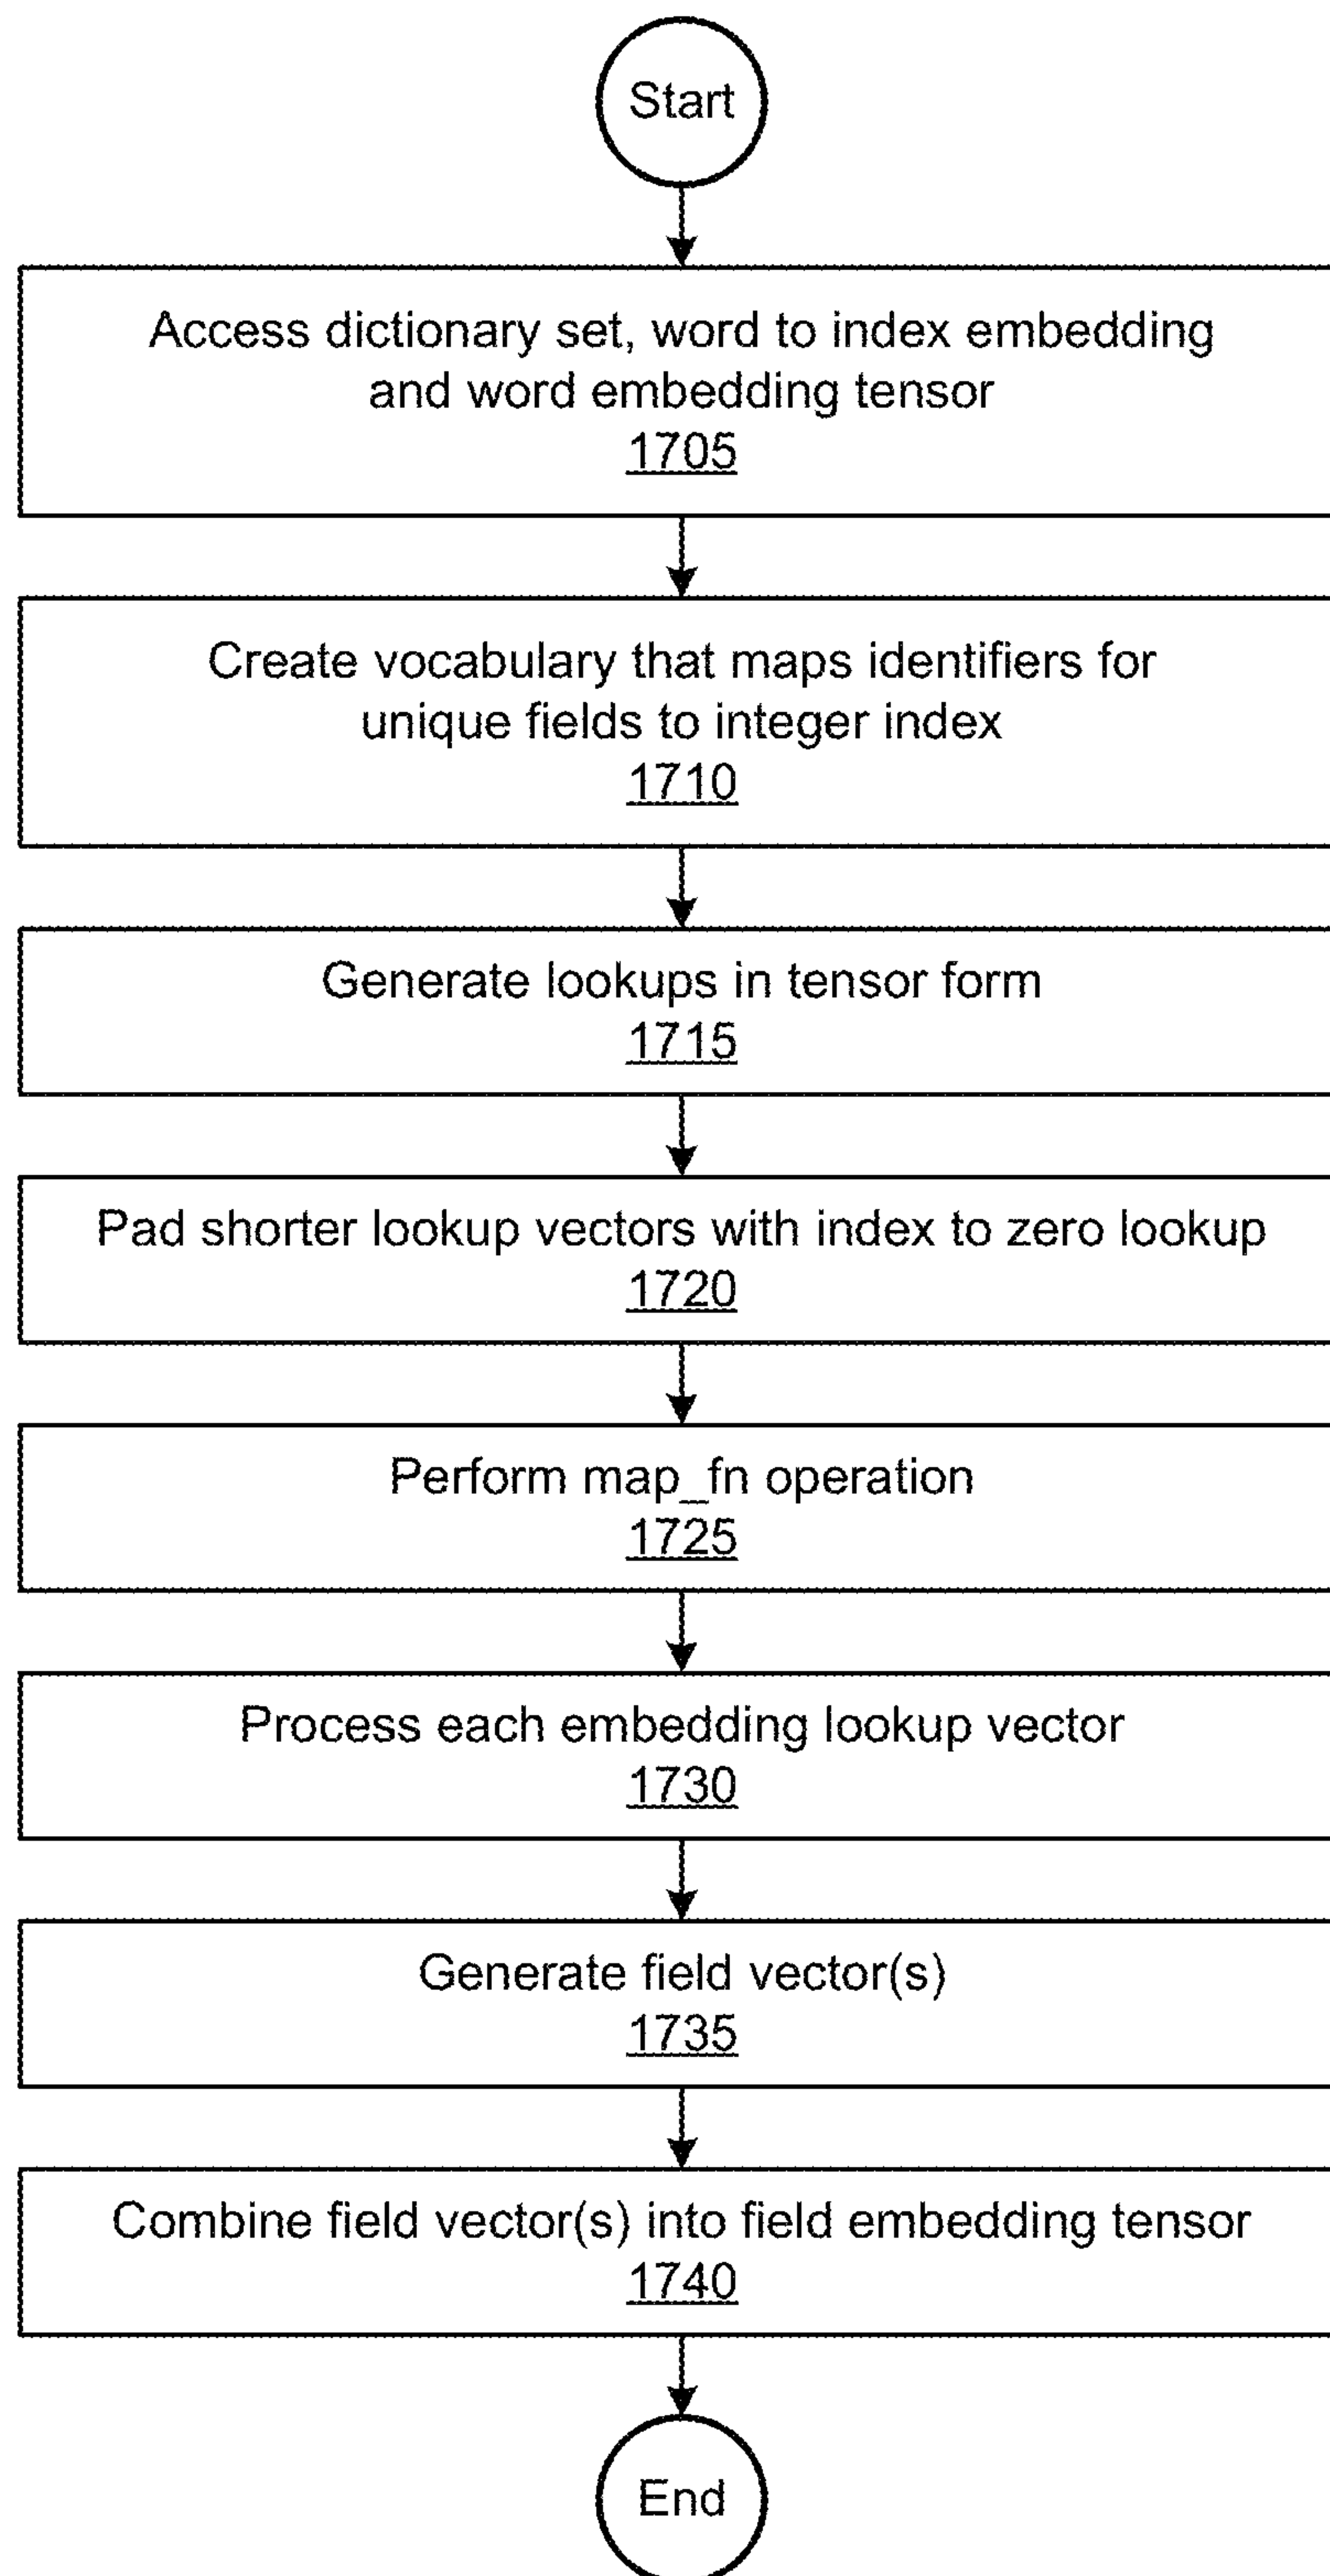 Start
Access dictionary set, word to index embedding
and word embedding tensor
1705
Create vocabulary that maps identifiers for
unique fields to integer index
1710
Generate lookups in tensor form
1715
Pad shorter lookup vectors with index to zero lookup
1720
Perform map_fn operation
1725
Process each embedding lookup vector
1730
Generate field vector(s)
1735
Combine field vector(s) into field embedding tensor
1740
End